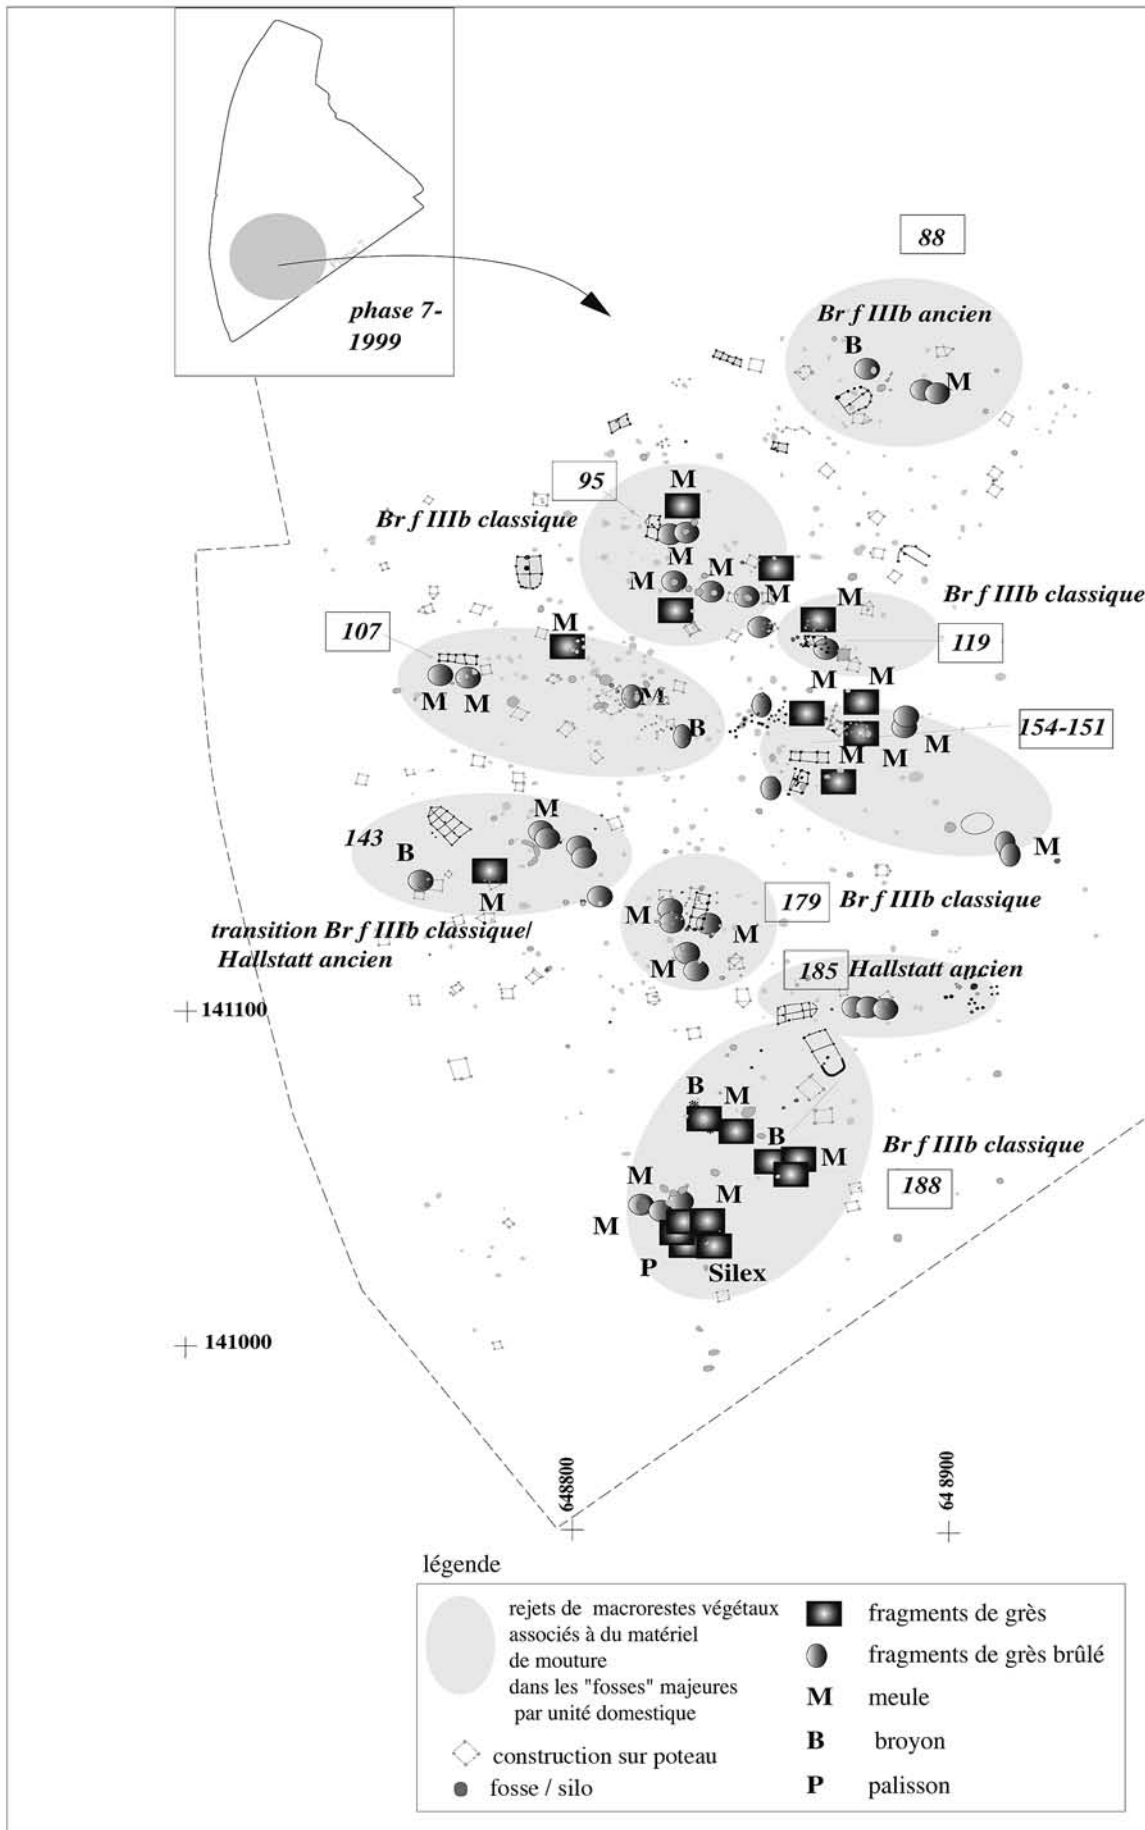 phase 7-
1999
88
Br f IIIb ancien
B
M
95
M
Br f IIIb classique
M
M
M
M
Br f IIIb classique
M
119
107
M
M
M
M
B
M
M
154-151
M
M
M
M
143
M
B
M
transition Br f IIIb classique/
Hallstatt ancien
179 Br f IIIb classique
M
M
M
185 Hallstatt ancien
141100
B
M
B
M
Br f IIIb classique
188
M
M
M
P
Silex
141000
648800
64 8900
légende
rejets de macrorestes végétaux
associés à du matériel
de mouture
dans les "fosses" majeures
par unité domestique
construction sur poteau
fosse / silo
fragments de grès
fragments de grès brûlé
M meule
B broyon
P palisson